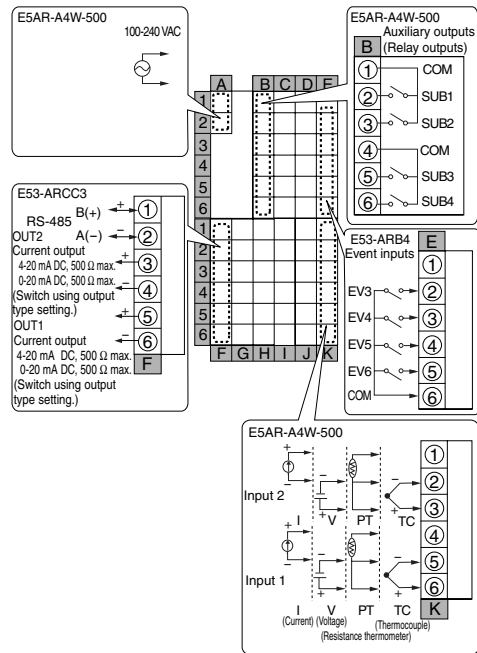 E5AR-A4W-500
100-240 VAC
A B C D E
1
2
3
4
5
6
1
2
3
4
5
6
F G H I J K
E5AR-A4W-500
Auxiliary outputs
(Relay outputs)
B
1 COM
2 SUB1
3 SUB2
4 COM
5 SUB3
6 SUB4
E53-ARCC3
RS-485
B(+) + 1
A(−) − 2
OUT2
Current output
4-20 mA DC, 500 Ω max.
0-20 mA DC, 500 Ω max.
(Switch using output
type setting.)
+ 3
− 4
OUT1
Current output
4-20 mA DC, 500 Ω max.
0-20 mA DC, 500 Ω max.
(Switch using output
type setting.)
+ 5
− 6
F
E53-ARB4
Event inputs
E
1
EV3 2
EV4 3
EV5 4
EV6 5
COM 6
E5AR-A4W-500
1
2
3
4
5
6
K
Input 2
+ − − −
+ +
I V PT TC
Input 1
+ − − −
+ +
I V PT TC
(Current) (Voltage) (Thermocouple)
(Resistance thermometer)